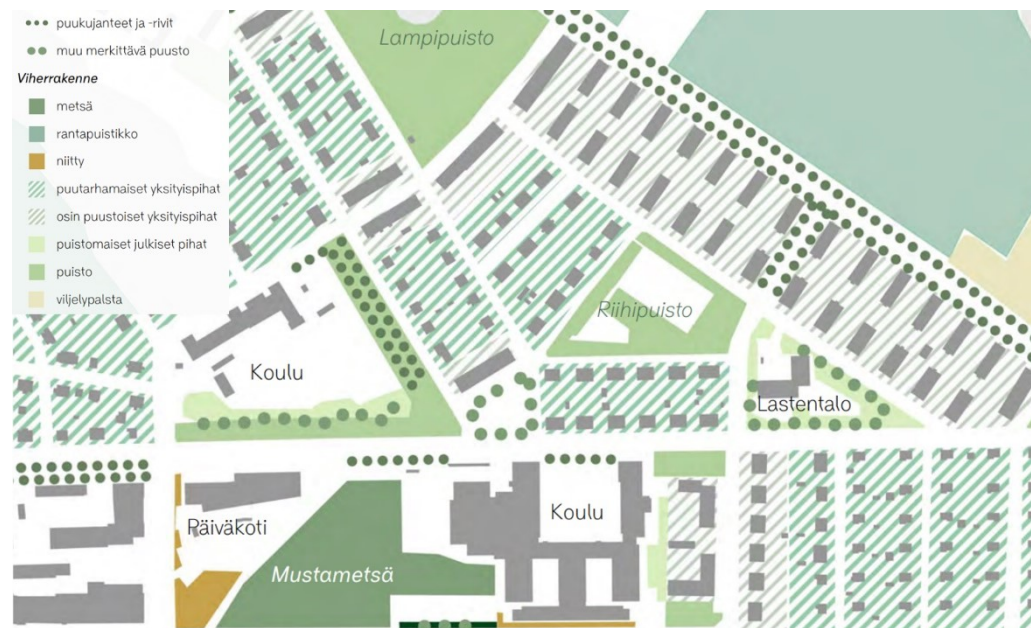 puukujanteet ja -rivit
muu merkittävä puusto
Viherrakenne
metsä
rantapuistikko
niitty
puutarhamaiset yksityispihat
osin puustoiset yksityispihat
puistomaiset julkiset pihat
puisto
viljelypalsta
Lampipuisto
Riihipuisto
Koulu
Lastentalo
Päiväkoti
Koulu
Mustametsä